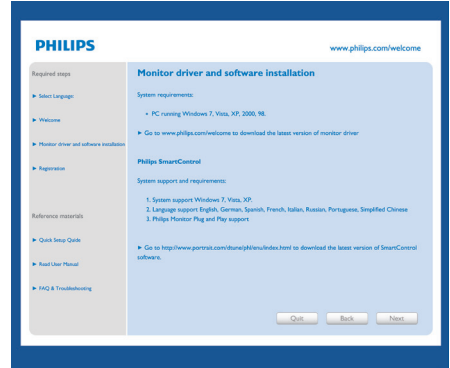 PHILIPS
www.philips.com/welcome
Required steps
► Select Language
► Welcome
► Monitor driver and software installation
► Registration
Reference materials
► Quick Setup Quide
► Read User Manual
► FAQ & Troubleshooting
Monitor driver and software installation
System requirements:
• PC running Windows 7, Vista, XP, 2000, 98.
► Go to www.philips.com/welcome to download the latest version of monitor driver
Philips SmartControl
System support and requirements:
1. System support Windows 7, Vista, XP.
2. Language support English, German, Spanish, French, Italian, Russian, Portuguese, Simplified Chinese
3. Philips Monitor Plug and Play support
► Go to http://www.portrait.com/dtune/phl/enu/index.html to download the latest version of SmartControl
software.
Quit
Back
Next